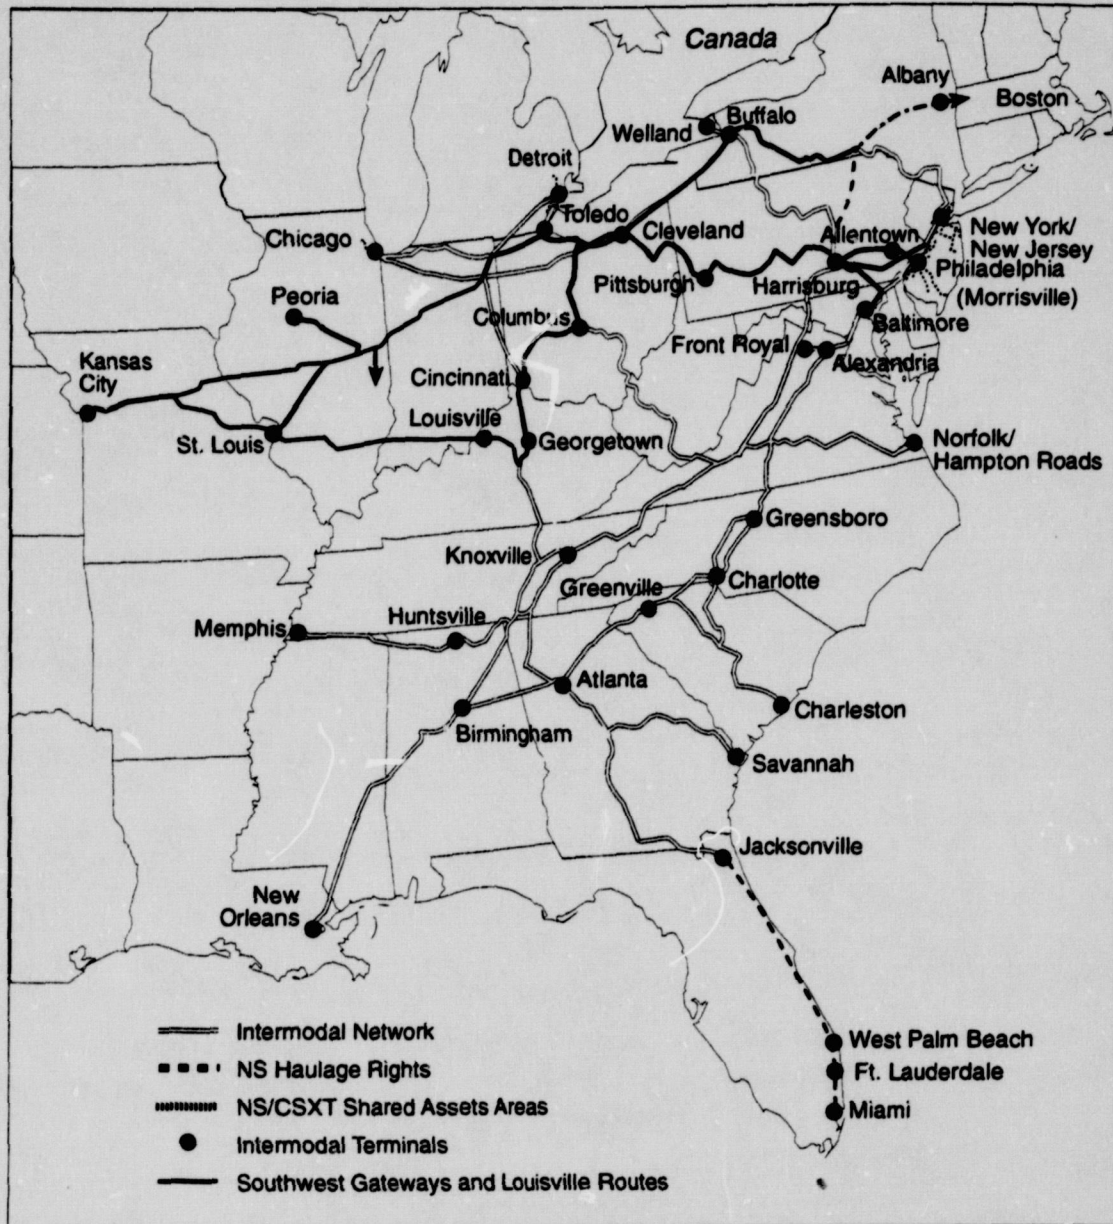 Canada
Albany
Boston
Buffalo
Welland
Detroit
Toledo
Chicago
Cleveland
Allentown
New York/
New Jersey
Philadelphia
(Morrisville)
Pittsburgh
Harrisburg
Peoria
Columbus
Baltimore
Front Royal
Alexandria
Kansas
City
Cincinnati
Louisville
St. Louis
Georgetown
Norfolk/
Hampton Roads
Greensboro
Knoxville
Greenville
Charlotte
Huntsville
Memphis
Atlanta
Charleston
Birmingham
Savannah
Jacksonville
New
Orleans
West Palm Beach
Ft. Lauderdale
Miami
Intermodal Network
NS Haulage Rights
NS/CSXT Shared Assets Areas
Intermodal Terminals
Southwest Gateways and Louisville Routes